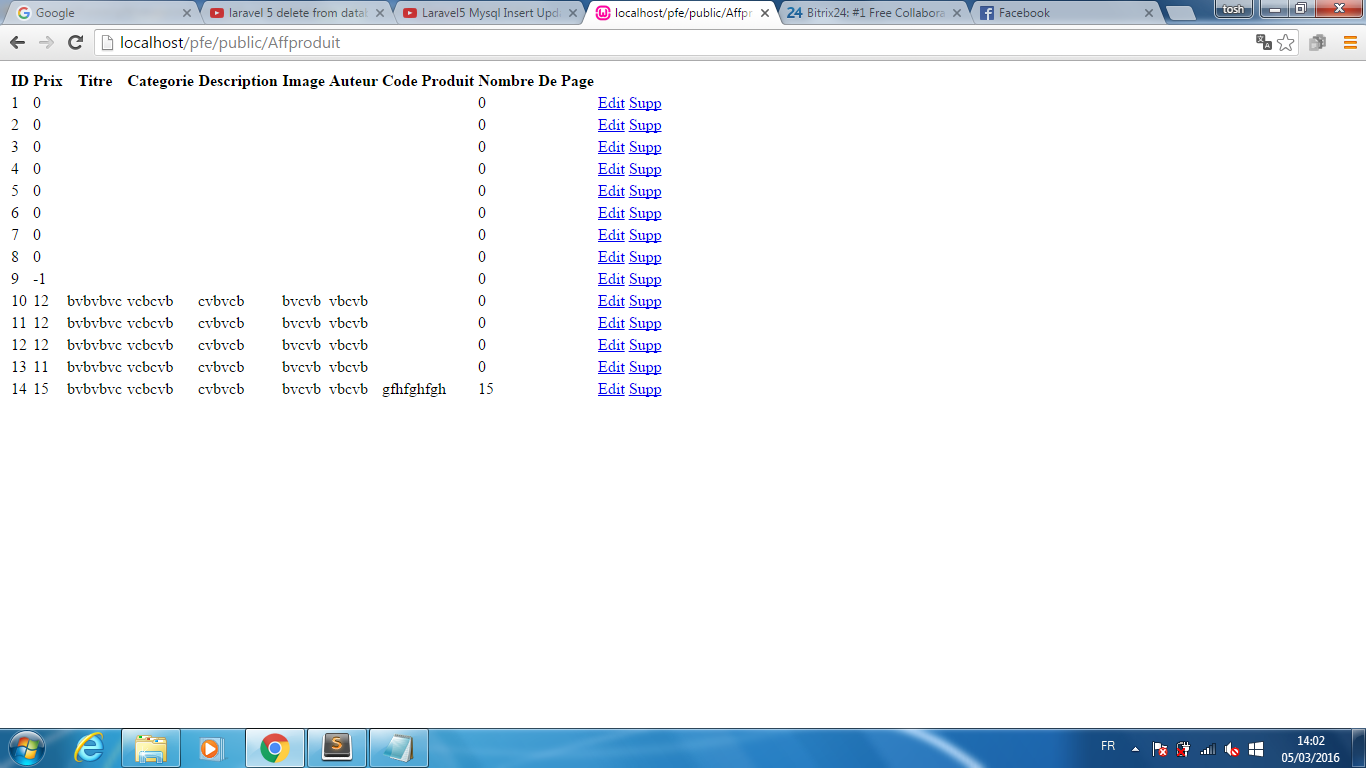 Google
laravel 5 delete from datab
Laravel5 Mysql Insert Upda
localhost/pfe/public/Affpr
Bitrix24: #1 Free Collabora
Facebook
tosh
localhost/pfe/public/Affproduit
ID Prix Titre Categorie Description Image Auteur Code Produit Nombre De Page
1 0 0 Edit Supp
2 0 0 Edit Supp
3 0 0 Edit Supp
4 0 0 Edit Supp
5 0 0 Edit Supp
6 0 0 Edit Supp
7 0 0 Edit Supp
8 0 0 Edit Supp
9 -1 0 Edit Supp
10 12 bvbvbvc vcbcvb cvbvcb bvcvb vbcvb 0 Edit Supp
11 12 bvbvbvc vcbcvb cvbvcb bvcvb vbcvb 0 Edit Supp
12 12 bvbvbvc vcbcvb cvbvcb bvcvb vbcvb 0 Edit Supp
13 11 bvbvbvc vcbcvb cvbvcb bvcvb vbcvb 0 Edit Supp
14 15 bvbvbvc vcbcvb cvbvcb bvcvb vbcvb gfhfghfgh 15 Edit Supp
FR
14:02
05/03/2016